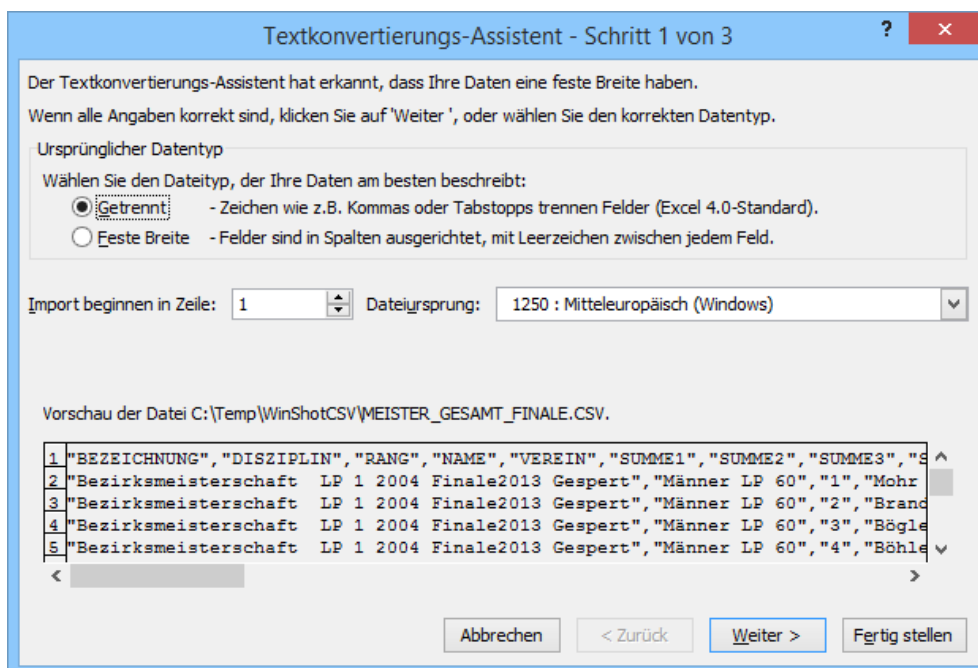 Textkonvertierungs-Assistent - Schritt 1 von 3
Der Textkonvertierungs-Assistent hat erkannt, dass Ihre Daten eine feste Breite haben.
Wenn alle Angaben korrekt sind, klicken Sie auf 'Weiter ', oder wählen Sie den korrekten Datentyp.
Ursprünglicher Datentyp
Wählen Sie den Dateityp, der Ihre Daten am besten beschreibt:
Getrennt - Zeichen wie z.B. Kommas oder Tabstopps trennen Felder (Excel 4.0-Standard).
Feste Breite - Felder sind in Spalten ausgerichtet, mit Leerzeichen zwischen jedem Feld.
Import beginnen in Zeile: 1 Dateiursprung: 1250 : Mitteleuropäisch (Windows)
Vorschau der Datei C:\Temp\WinShotCSV\MEISTER_GESAMT_FINALE.CSV.
1 "BEZEICHNUNG","DISZIPLIN","RANG","NAME","VEREIN","SUMME1","SUMME2","SUMME3","S
2 "Bezirksmeisterschaft  LP 1 2004 Finale2013 Gespert","Männer LP 60","1","Mohr
3 "Bezirksmeisterschaft  LP 1 2004 Finale2013 Gespert","Männer LP 60","2","Brand
4 "Bezirksmeisterschaft  LP 1 2004 Finale2013 Gespert","Männer LP 60","3","Bögle
5 "Bezirksmeisterschaft  LP 1 2004 Finale2013 Gespert","Männer LP 60","4","Böhle
Abbrechen < Zurück Weiter > Fertig stellen